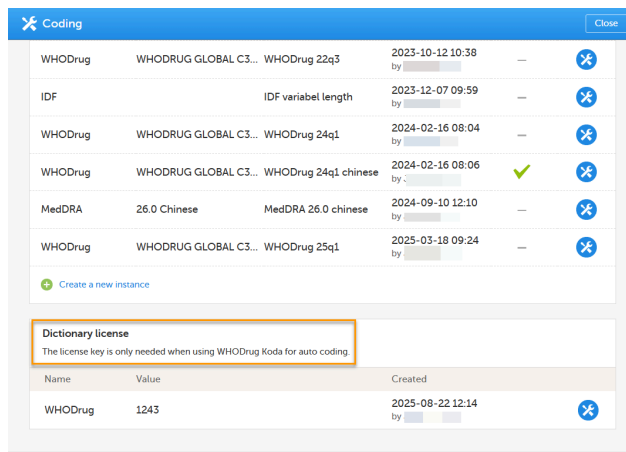 Coding Close
WHODrug WHODRUG GLOBAL C3... WHODrug 22q3 2023-10-12 10:38
by
IDF IDF variabel length 2023-12-07 09:59
by
WHODrug WHODRUG GLOBAL C3... WHODrug 24q1 2024-02-16 08:04
by
WHODrug WHODRUG GLOBAL C3... WHODrug 24q1 chinese 2024-02-16 08:06
by
MedDRA 26.0 Chinese MedDRA 26.0 chinese 2024-09-10 12:10
by
WHODrug WHODRUG GLOBAL C3... WHODrug 25q1 2025-03-18 09:24
by
Create a new instance
Dictionary license
The license key is only needed when using WHODrug Koda for auto coding.
Name Value Created
WHODrug 1243 2025-08-22 12:14
by